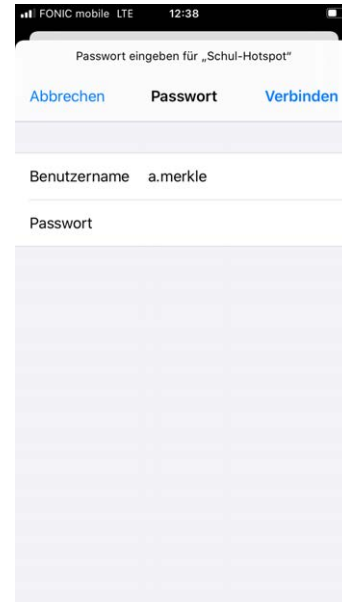 FONIC mobile LTE 12:38
Passwort eingeben für „Schul-Hotspot“
Abbrechen Passwort Verbinden
Benutzername a.merkle
Passwort